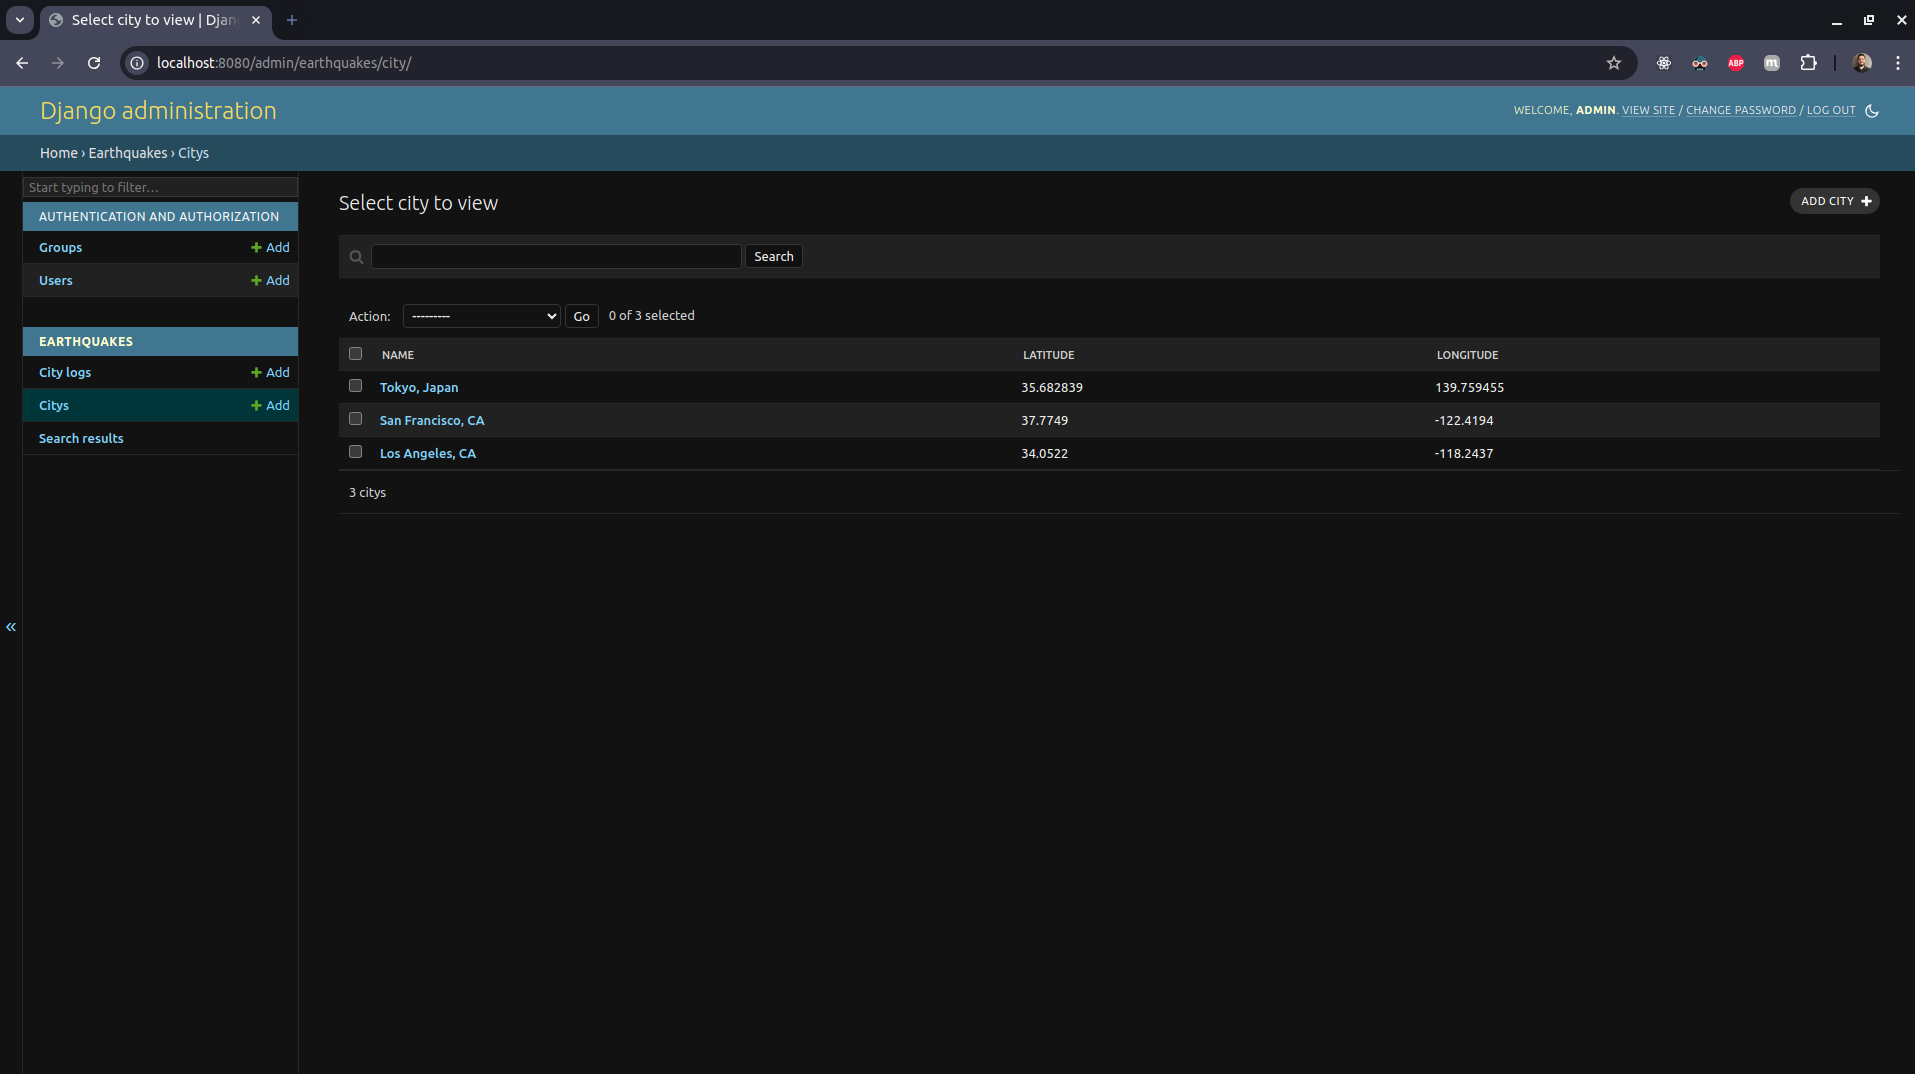 Select city to view | Djan
localhost:8080/admin/earthquakes/city/
ABP
m
Django administration
WELCOME, ADMIN. VIEW SITE / CHANGE PASSWORD / LOG OUT
Home › Earthquakes › Citys
Start typing to filter...
AUTHENTICATION AND AUTHORIZATION
Groups + Add
Users + Add
EARTHQUAKES
City logs + Add
Citys + Add
Search results
«
Select city to view
ADD CITY +
Search
Action: --------- Go 0 of 3 selected
NAME LATITUDE LONGITUDE
Tokyo, Japan 35.682839 139.759455
San Francisco, CA 37.7749 -122.4194
Los Angeles, CA 34.0522 -118.2437
3 citys